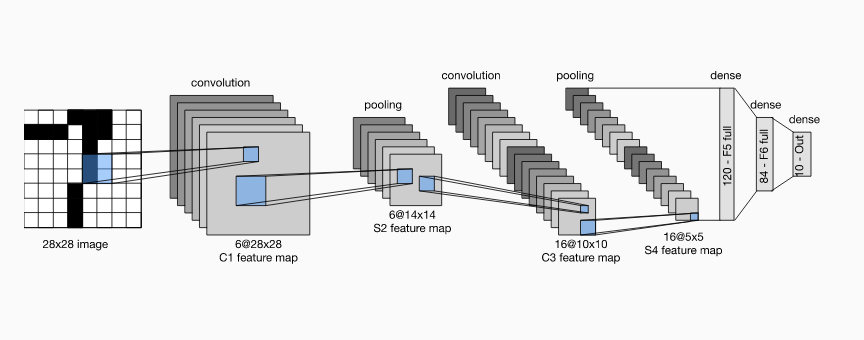 convolution
pooling
convolution
pooling
dense
dense
dense
28x28 image
6@28x28
C1 feature map
6@14x14
S2 feature map
16@10x10
C3 feature map
16@5x5
S4 feature map
120 - F5 full
84 - F6 full
10 - Out